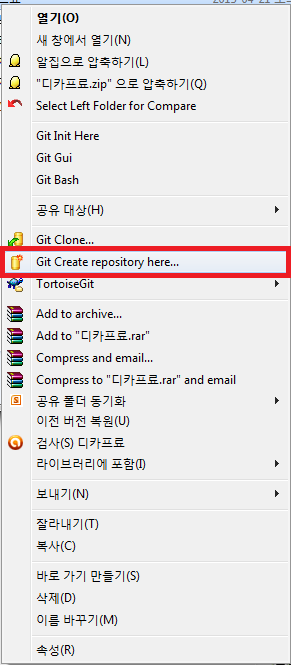 열기(O)
새 창에서 열기(N)
알집으로 압축하기(L)
"디카프료.zip" 으로 압축하기(Q)
Select Left Folder for Compare
Git Init Here
Git Gui
Git Bash
공유 대상(H)
Git Clone...
Git Create repository here...
TortoiseGit
Add to archive...
Add to "디카프료.rar"
Compress and email...
Compress to "디카프료.rar" and email
공유 폴더 동기화
이전 버전 복원(U)
검사(S) 디카프료
라이브러리에 포함(I)
보내기(N)
잘라내기(T)
복사(C)
바로 가기 만들기(S)
삭제(D)
이름 바꾸기(M)
속성(R)